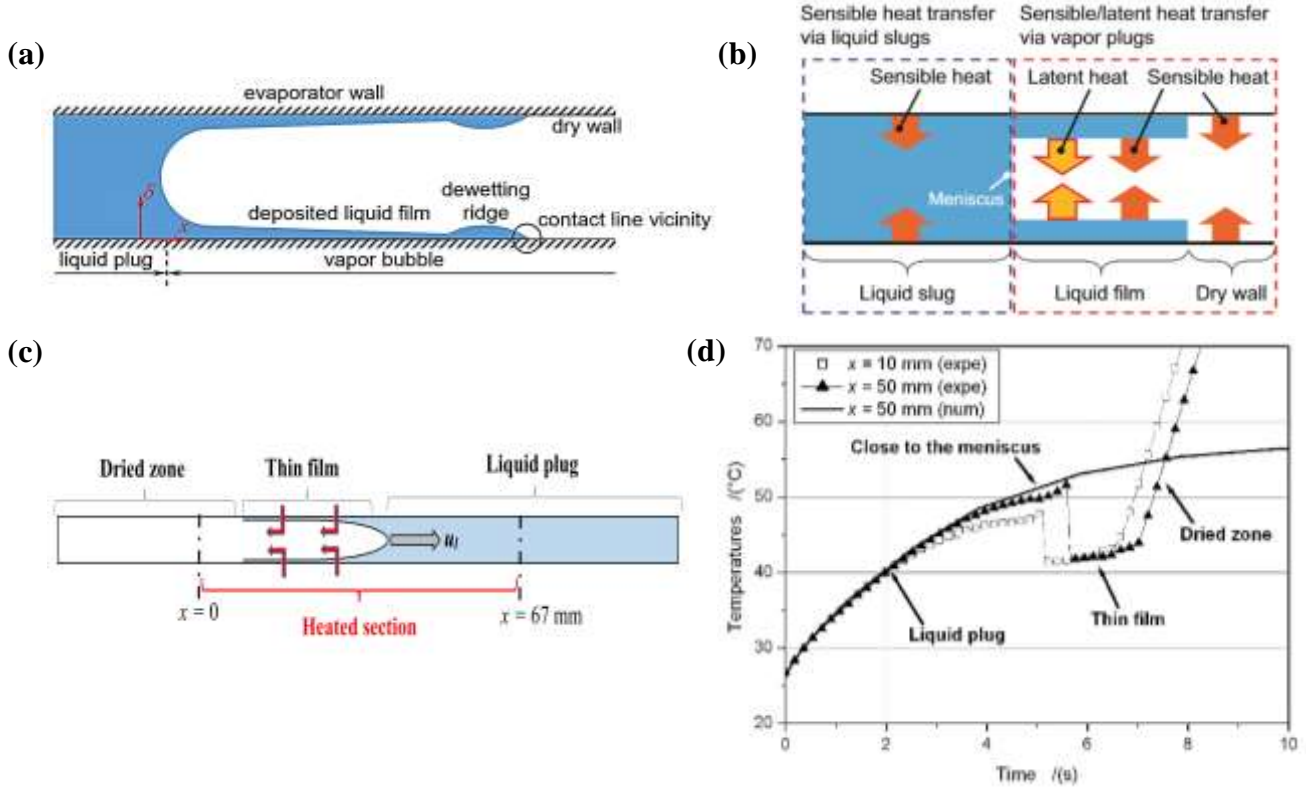 (a)
evaporator wall
dry wall
δ
x
deposited liquid film
dewetting
ridge
contact line vicinity
liquid plug
vapor bubble
(b)
Sensible heat transfer
via liquid slugs
Sensible/latent heat transfer
via vapor plugs
Sensible heat
Latent heat
Sensible heat
Meniscus
Liquid slug
Liquid film
Dry wall
(c)
Dried zone
Thin film
Liquid plug
u_l
x = 0
x = 67 mm
Heated section
(d)
70
60
50
40
30
20
Temperatures /(°C)
x = 10 mm (expe)
x = 50 mm (expe)
x = 50 mm (num)
Close to the meniscus
Dried zone
Liquid plug
Thin film
0
2
4
6
8
10
Time /(s)